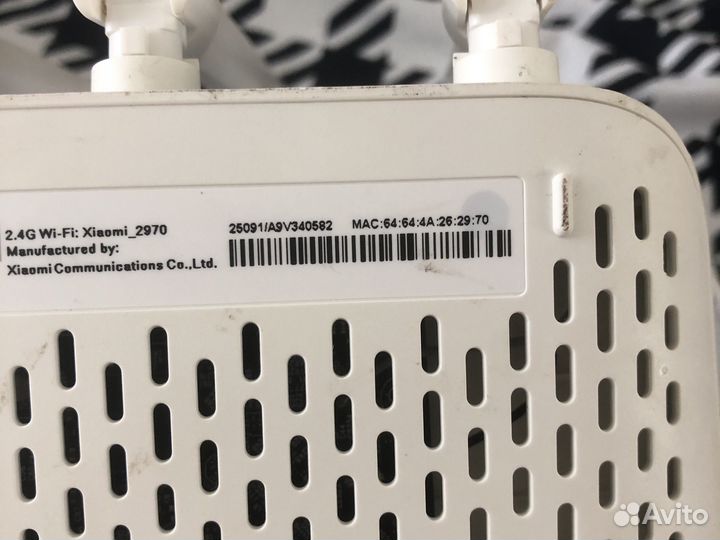 2.4G Wi-Fi: Xiaomi_2970
Manufactured by:
Xiaomi Communications Co.,Ltd.
25091/A9V340582 MAC:64:64:4A:26:29:70
Avito